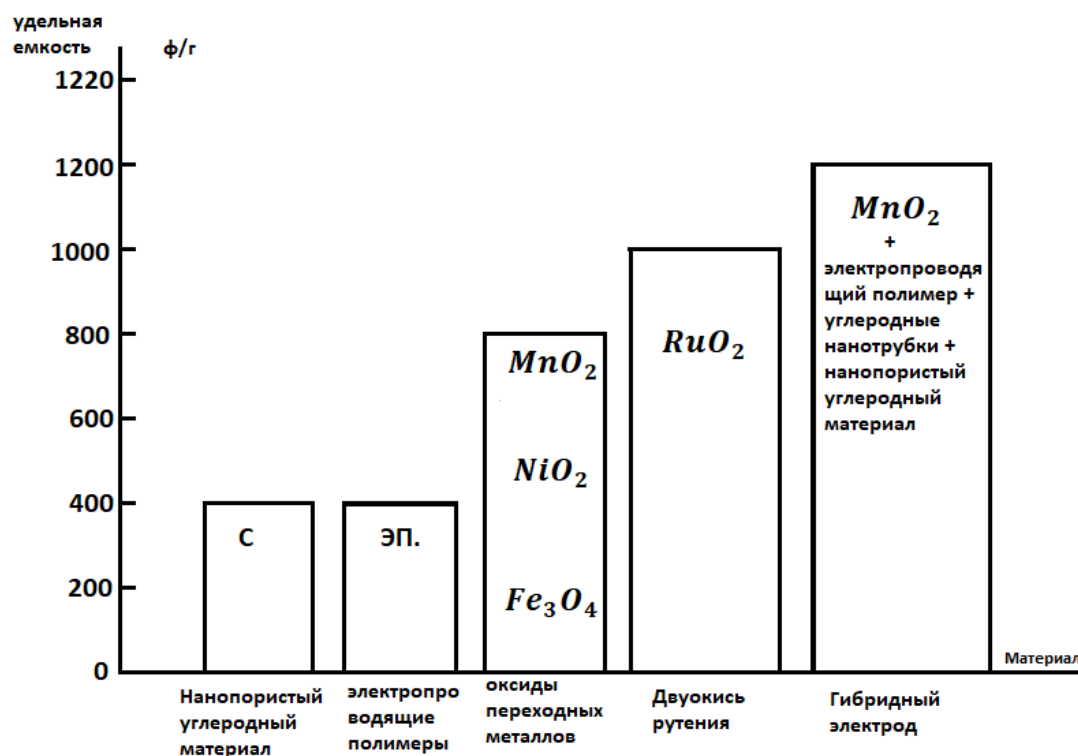 удельная
емкость
ф/г
1220
1200
1000
800
600
400
200
0
С
ЭП.
MnO₂
NiO₂
Fe₃O₄
RuO₂
MnO₂
+
электропроводя
щий полимер +
углеродные
нанотрубки +
нанопористый
углеродный
материал
Материал
Нанопористый
углеродный
материал
электропро
водящие
полимеры
оксиды
переходных
металлов
Двуокись
рутения
Гибридный
электрод